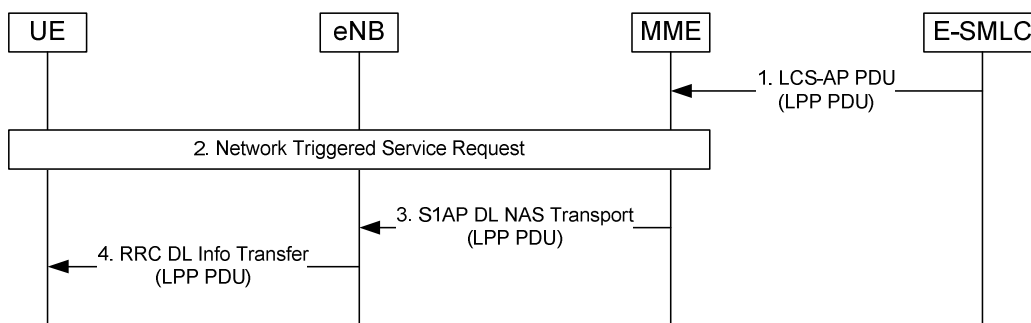 UE
eNB
MME
E-SMLC
1. LCS-AP PDU
(LPP PDU)
2. Network Triggered Service Request
3. S1AP DL NAS Transport
(LPP PDU)
4. RRC DL Info Transfer
(LPP PDU)